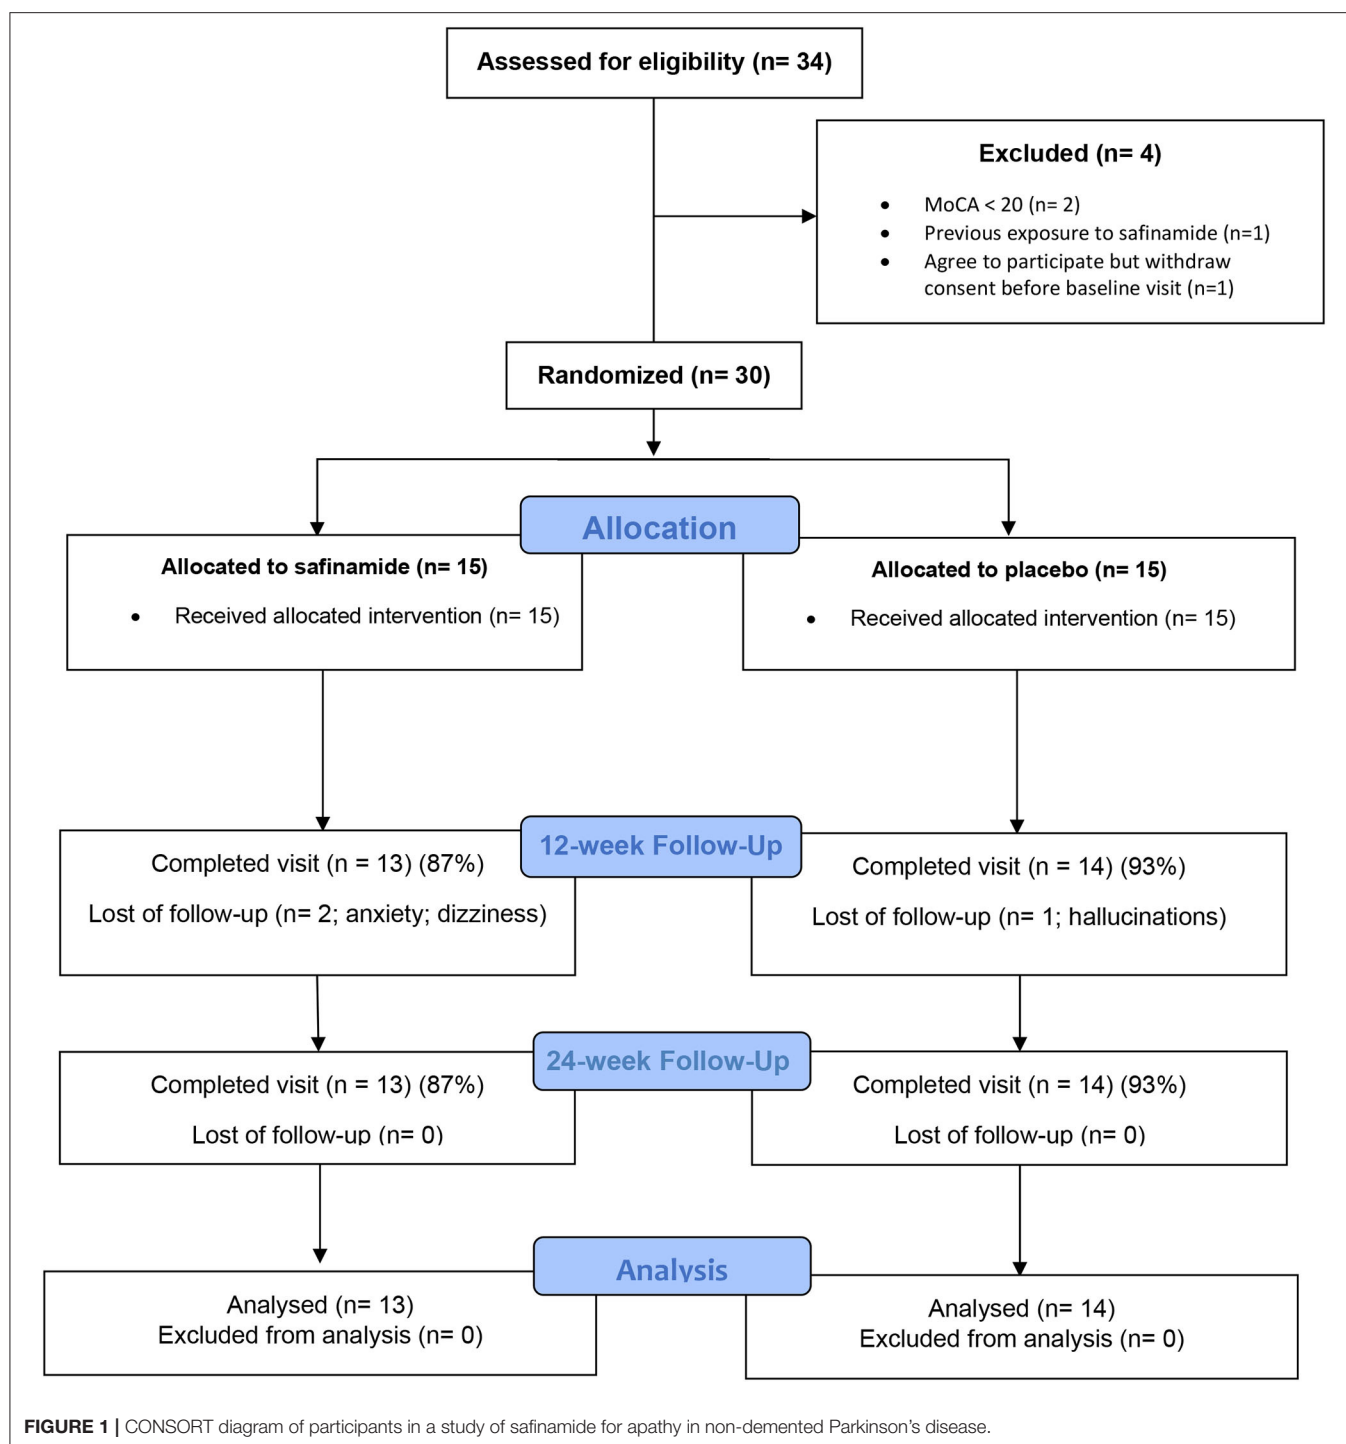 Assessed for eligibility (n= 34)
Excluded (n= 4)
• MoCA < 20 (n= 2)
• Previous exposure to safinamide (n=1)
• Agree to participate but withdraw
consent before baseline visit (n=1)
Randomized (n= 30)
Allocation
Allocated to safinamide (n= 15)
• Received allocated intervention (n= 15)
Allocated to placebo (n= 15)
• Received allocated intervention (n= 15)
12-week Follow-Up
Completed visit (n = 13) (87%)
Lost of follow-up (n= 2; anxiety; dizziness)
Completed visit (n = 14) (93%)
Lost of follow-up (n= 1; hallucinations)
24-week Follow-Up
Completed visit (n = 13) (87%)
Lost of follow-up (n= 0)
Completed visit (n = 14) (93%)
Lost of follow-up (n= 0)
Analysis
Analysed (n= 13)
Excluded from analysis (n= 0)
Analysed (n= 14)
Excluded from analysis (n= 0)
FIGURE 1 | CONSORT diagram of participants in a study of safinamide for apathy in non-demented Parkinson's disease.